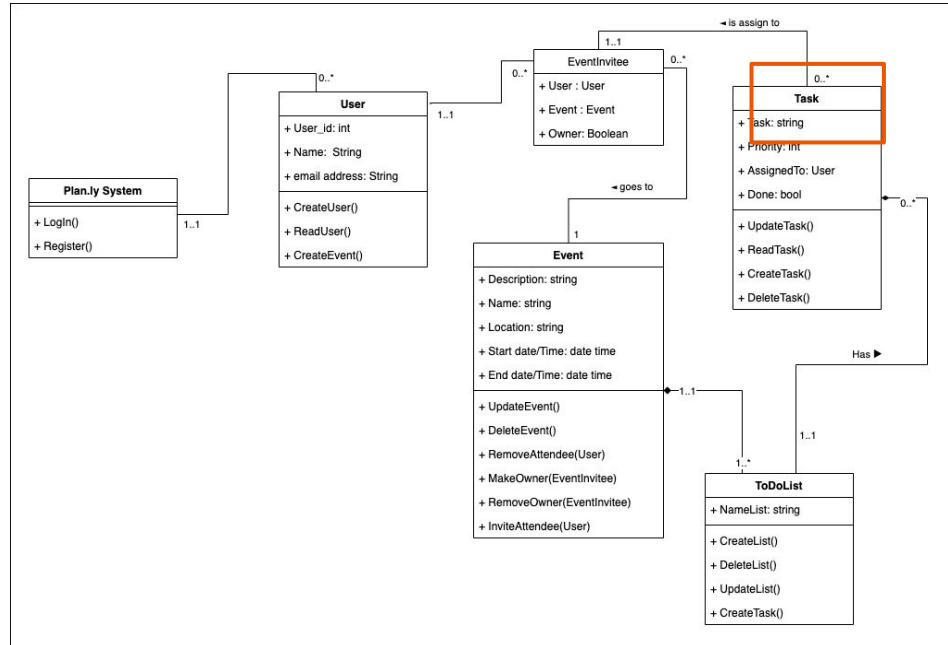 ◄ is assign to
1..1
0..*
EventInvitee
+ User : User
+ Event : Event
+ Owner: Boolean
0..*
0..*
0..*
User
+ User_id: int
+ Name: String
+ email address: String
+ CreateUser()
+ ReadUser()
+ CreateEvent()
1..1
Task
+ Task: string
+ Priority: int
+ AssignedTo: User
+ Done: bool
+ UpdateTask()
+ ReadTask()
+ CreateTask()
+ DeleteTask()
0..*
Plan.ly System
+ LogIn()
+ Register()
1..1
◄ goes to
1
Event
+ Description: string
+ Name: string
+ Location: string
+ Start date/Time: date time
+ End date/Time: date time
+ UpdateEvent()
+ DeleteEvent()
+ RemoveAttendee(User)
+ MakeOwner(EventInvitee)
+ RemoveOwner(EventInvitee)
+ InviteAttendee(User)
Has ►
1..1
1..1
1..*
ToDoList
+ NameList: string
+ CreateList()
+ DeleteList()
+ UpdateList()
+ CreateTask()